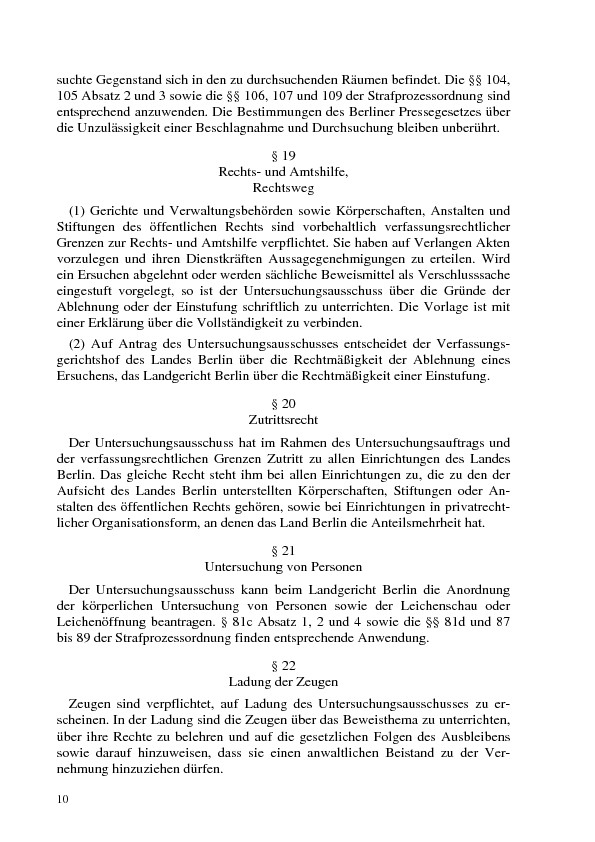 suchte Gegenstand sich in den zu durchsuchenden Räumen befindet. Die §§ 104,
105 Absatz 2 und 3 sowie die §§ 106, 107 und 109 der Strafprozessordnung sind
entsprechend anzuwenden. Die Bestimmungen des Berliner Pressegesetzes über
die Unzulässigkeit einer Beschlagnahme und Durchsuchung bleiben unberührt.
§ 19
Rechts- und Amtshilfe,
Rechtsweg
(1) Gerichte und Verwaltungsbehörden sowie Körperschaften, Anstalten und
Stiftungen des öffentlichen Rechts sind vorbehaltlich verfassungsrechtlicher
Grenzen zur Rechts- und Amtshilfe verpflichtet. Sie haben auf Verlangen Akten
vorzulegen und ihren Dienstkräften Aussagegenehmigungen zu erteilen. Wird
ein Ersuchen abgelehnt oder werden sächliche Beweismittel als Verschlusssache
eingestuft vorgelegt, so ist der Untersuchungsausschuss über die Gründe der
Ablehnung oder der Einstufung schriftlich zu unterrichten. Die Vorlage ist mit
einer Erklärung über die Vollständigkeit zu verbinden.
(2) Auf Antrag des Untersuchungsausschusses entscheidet der Verfassungs-
gerichtshof des Landes Berlin über die Rechtmäßigkeit der Ablehnung eines
Ersuchens, das Landgericht Berlin über die Rechtmäßigkeit einer Einstufung.
§ 20
Zutrittsrecht
Der Untersuchungsausschuss hat im Rahmen des Untersuchungsauftrags und
der verfassungsrechtlichen Grenzen Zutritt zu allen Einrichtungen des Landes
Berlin. Das gleiche Recht steht ihm bei allen Einrichtungen zu, die zu den der
Aufsicht des Landes Berlin unterstellten Körperschaften, Stiftungen oder An-
stalten des öffentlichen Rechts gehören, sowie bei Einrichtungen in privatrecht-
licher Organisationsform, an denen das Land Berlin die Anteilsmehrheit hat.
§ 21
Untersuchung von Personen
Der Untersuchungsausschuss kann beim Landgericht Berlin die Anordnung
der körperlichen Untersuchung von Personen sowie der Leichenschau oder
Leichenöffnung beantragen. § 81c Absatz 1, 2 und 4 sowie die §§ 81d und 87
bis 89 der Strafprozessordnung finden entsprechende Anwendung.
§ 22
Ladung der Zeugen
Zeugen sind verpflichtet, auf Ladung des Untersuchungsausschusses zu er-
scheinen. In der Ladung sind die Zeugen über das Beweisthema zu unterrichten,
über ihre Rechte zu belehren und auf die gesetzlichen Folgen des Ausbleibens
sowie darauf hinzuweisen, dass sie einen anwaltlichen Beistand zu der Ver-
nehmung hinzuziehen dürfen.
10